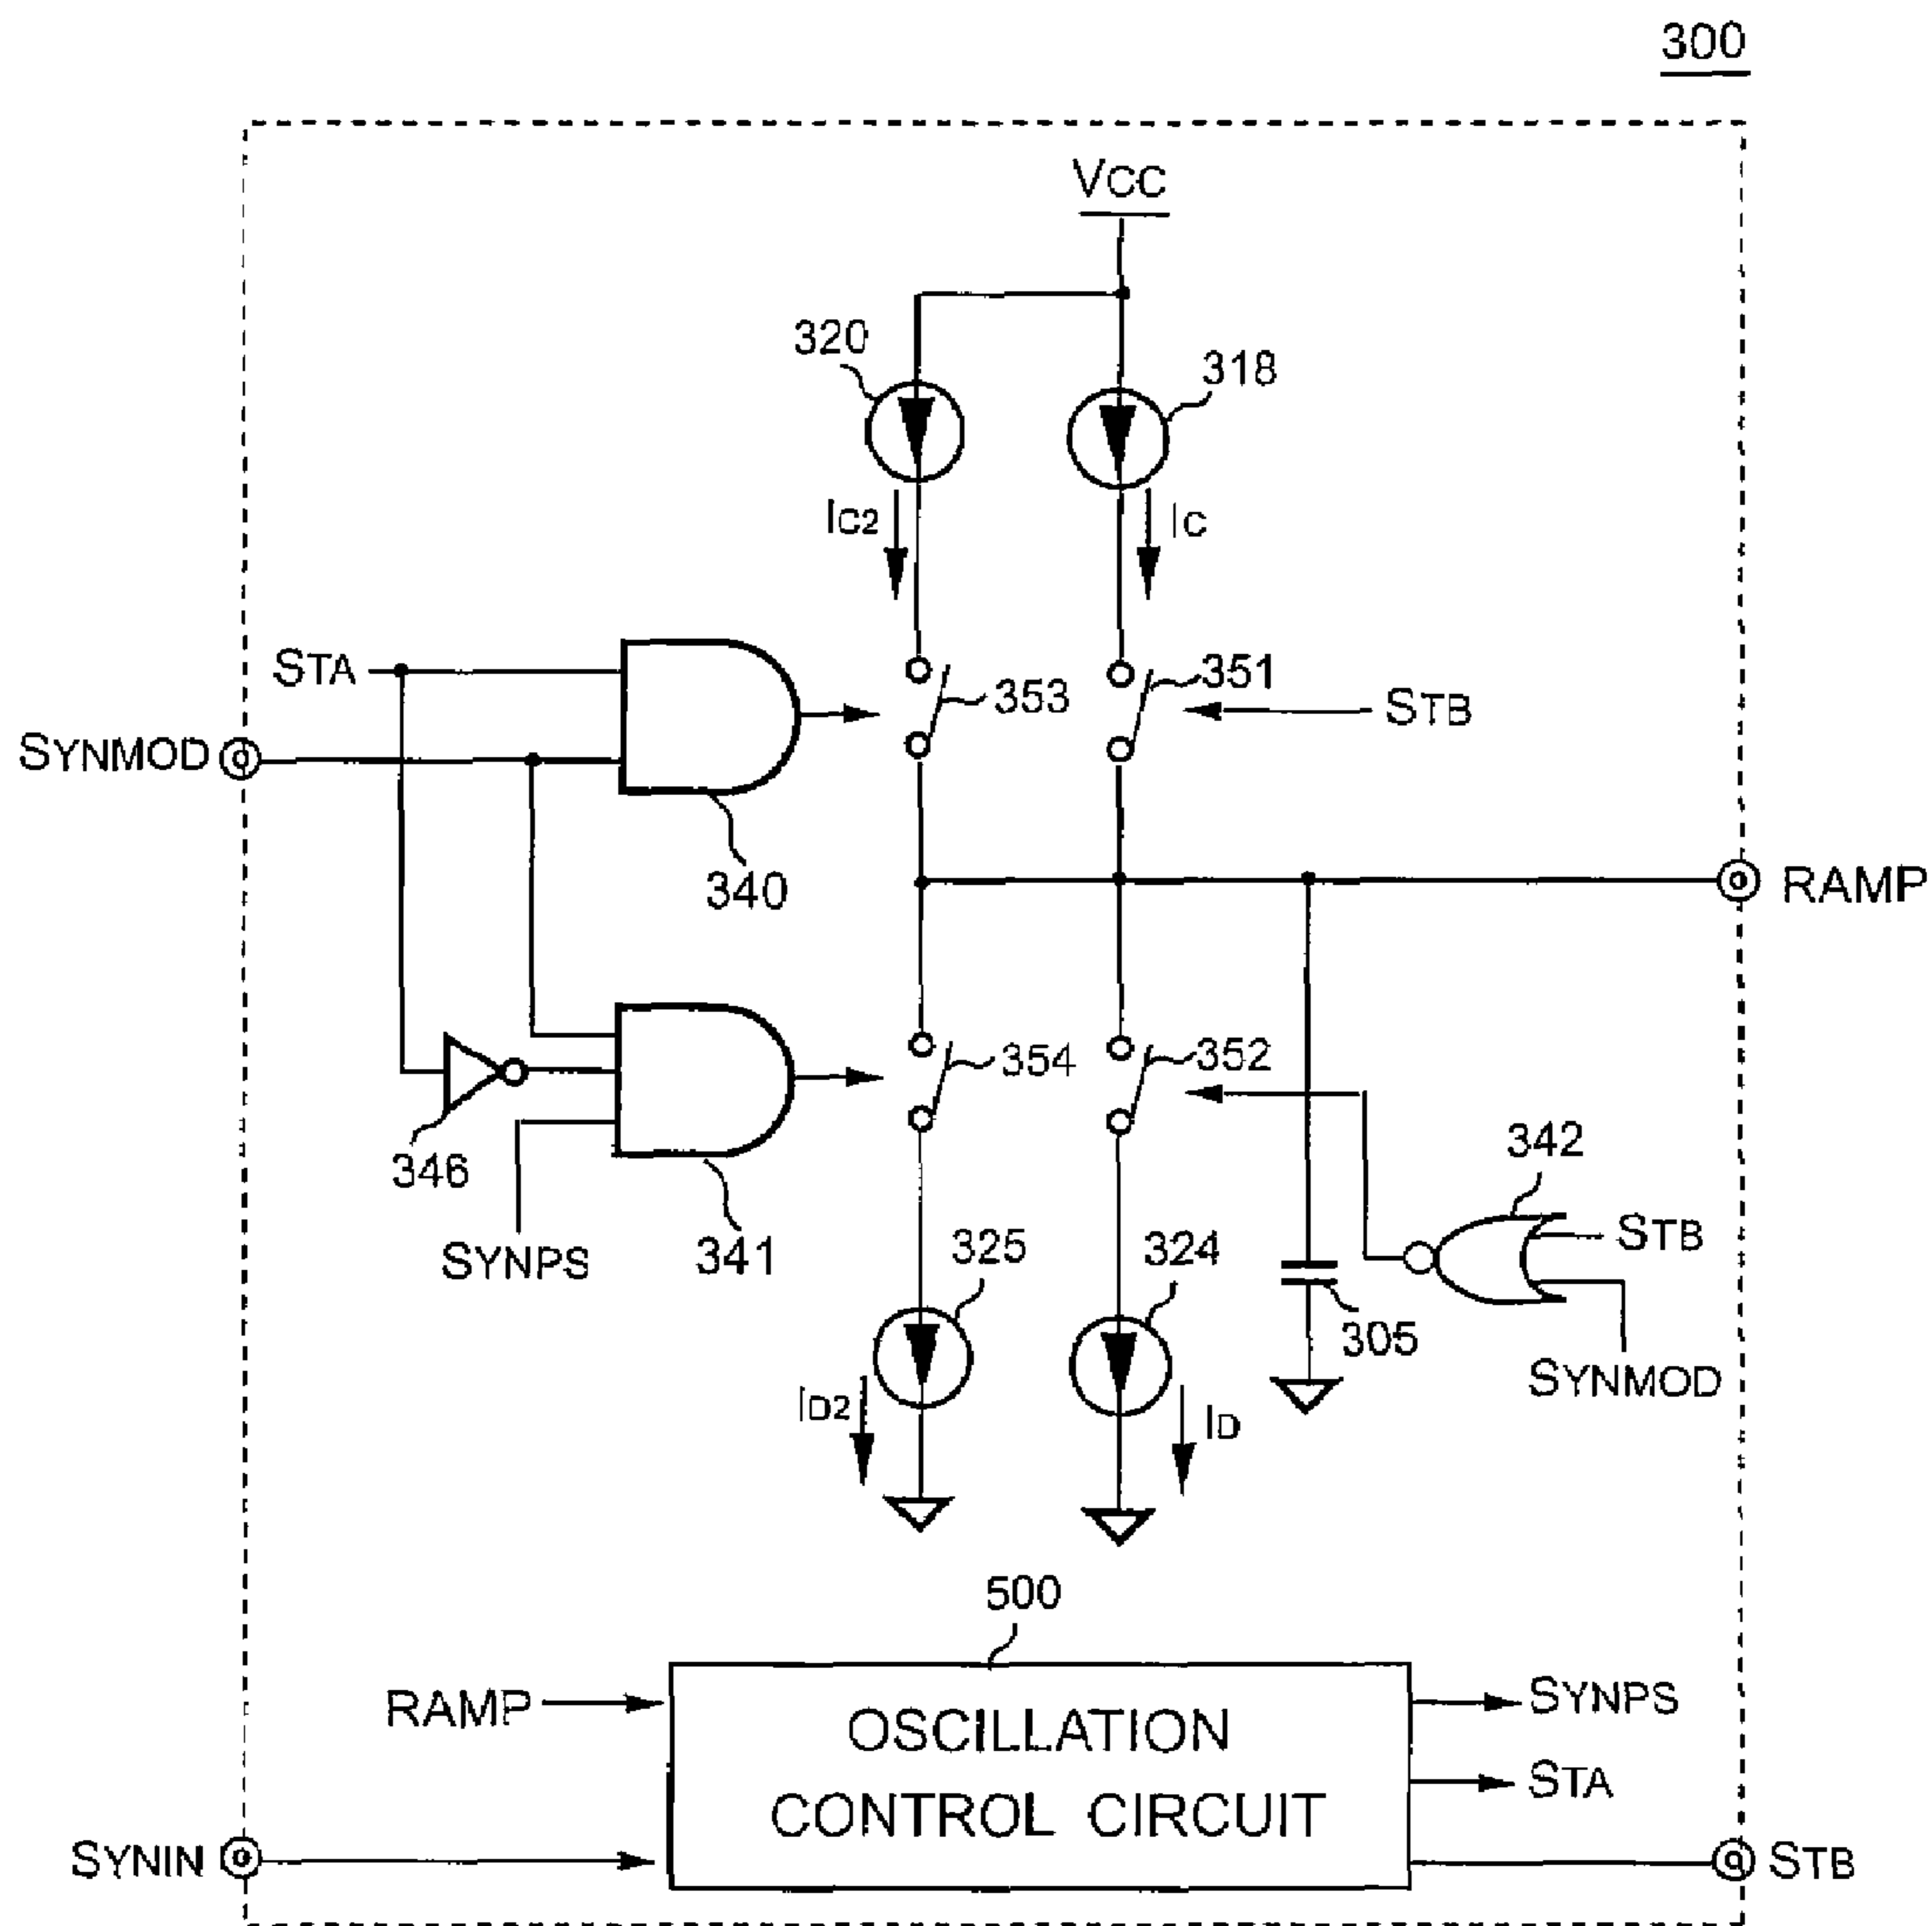 300
VCC
320
318
IC2
IC
STA
353
351
STB
SYNMOD
340
RAMP
354
352
346
342
SYNPS
341
325
324
STB
305
SYNMOD
ID2
ID
500
RAMP
OSCILLATION
CONTROL CIRCUIT
SYNPS
STA
SYNIN
STB